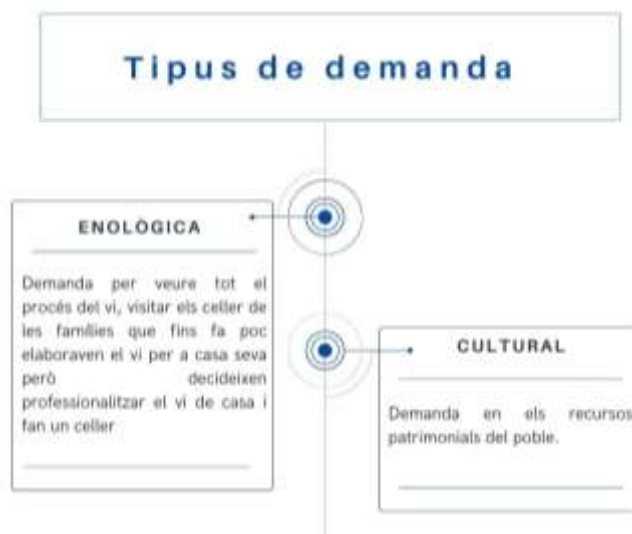 Tipus de demanda
ENOLÒGICA
Demanda per veure tot el
procés del vi, visitar els celler de
les famílies que fins fa poc
elaboraven el vi per a casa seva
però decideixen
professionalitzar el vi de casa i
fan un celler
CULTURAL
Demanda en els recursos
patrimonials del poble.